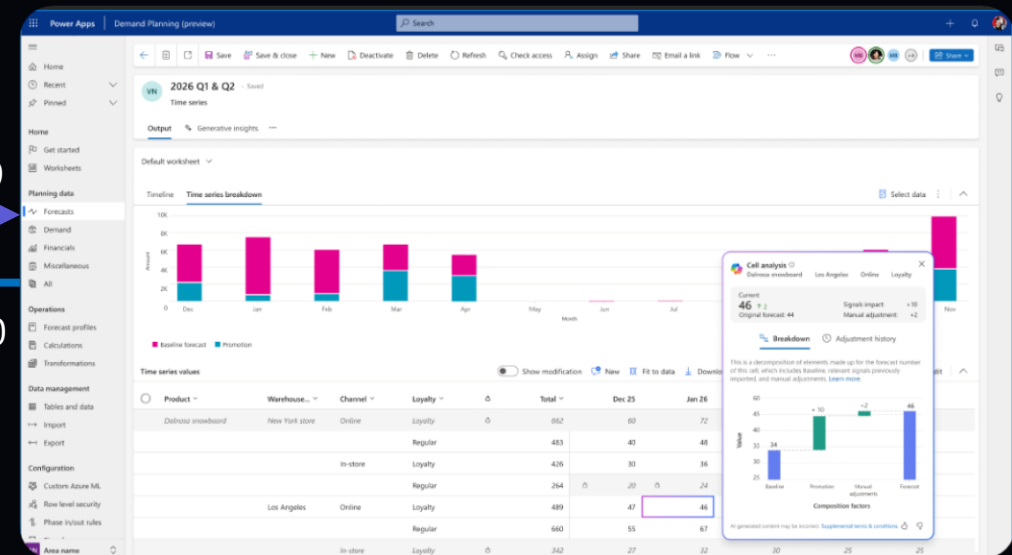 Power Apps Demand Planning (preview) Search
Home
Recent
Pinned
Home
Get started
Worksheets
Planning data
Forecasts
Demand
Financials
Miscellaneous
All
Operations
Forecast profiles
Calculations
Transformations
Data management
Tables and data
Import
Export
Configuration
Custom Azure ML
Row level security
Phase in/out rules
Area name
Save Save & close New Deactivate Delete Refresh Check access Assign Share Email a link Flow Share
VN 2026 Q1 & Q2 - Saved
Time series
Output Generative insights
Default worksheet
Timeline Time series breakdown Select data
Amount
10K
8K
6K
4K
2K
0
Dec Jan Feb Mar Apr May Jun Jul Nov
Month
Baseline forecast Promotion
Time series values Show modification New Fit to data
Product Warehouse... Channel Loyalty Total Dec 25 Jan 26
Dalrosa snowboard New York store Online Loyalty 662 60 72
Regular 483 40 48
In-store Loyalty 426 30 36
Regular 264 20 24
Los Angeles Online Loyalty 489 47 46
Regular 660 55 67
In-store Loyalty 342 27 32 30 25 25
Cell analysis
Dalrosa snowboard Los Angeles Online Loyalty
Current
46 2
Original forecast: 44
Signals impact +10
Manual adjustment +2
Breakdown Adjustment history
This is a decomposition of elements made up for the forecast number
of this cell, which includes Baseline, relevant signals previously
imported, and manual adjustments. Learn more
Value
60
45
40
35
30
25
34
+ 10
+2
46
Baseline Promotion Manual adjustments Forecast
Composition factors
AI generated content may be incorrect. Supplemental terms & conditions.